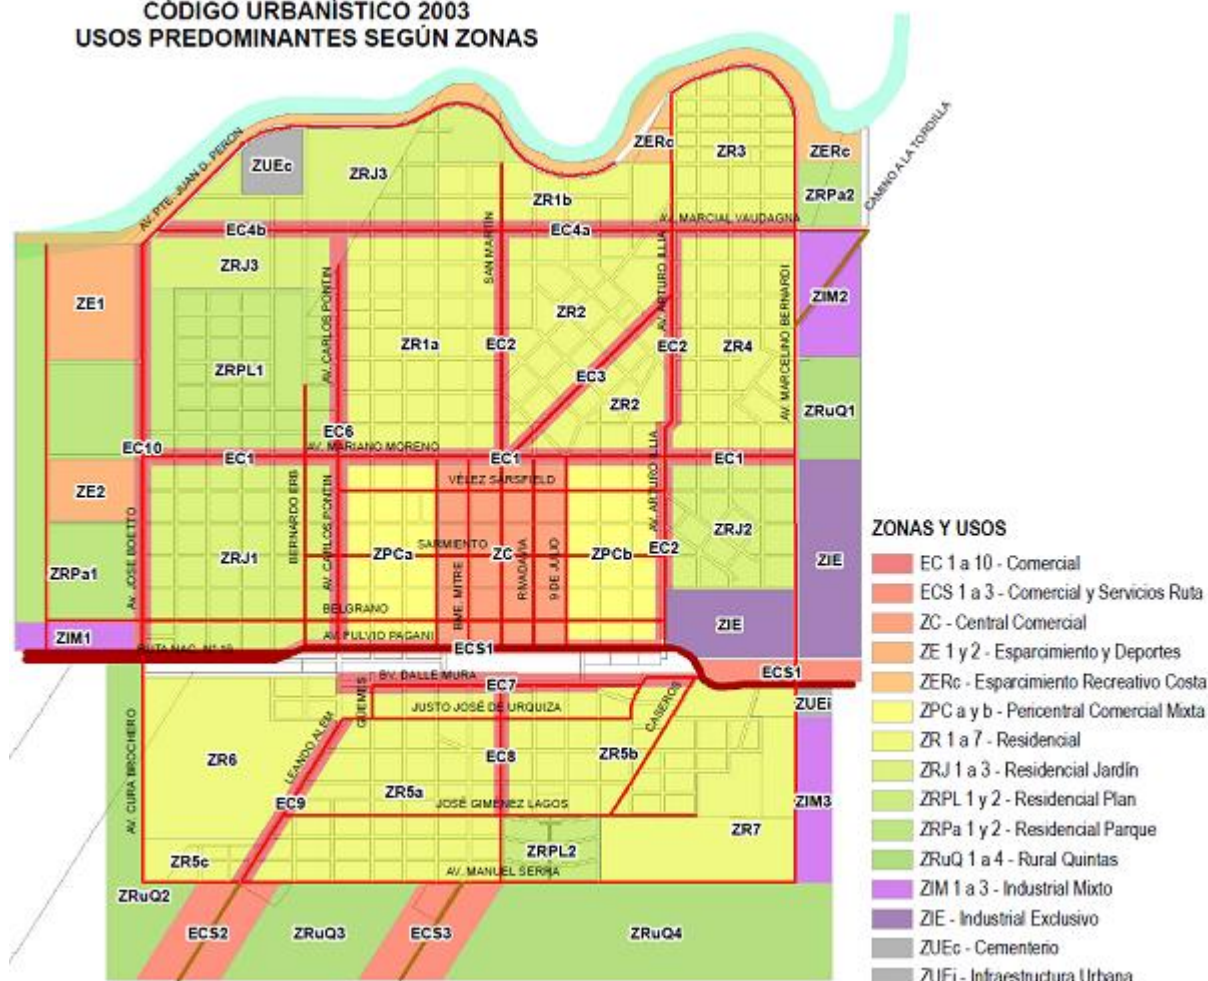 CÓDIGO URBANÍSTICO 2003
USOS PREDOMINANTES SEGÚN ZONAS
AV. PTE. JUAN D. PERON
ZUEc
ZRJ3
ZERc
ZR3
ZERc
ZRPa2
CAMINO A LA TORDILLA
ZR1b
AV. MARCIAL VAUDAGNA
EC4b
EC4a
ZRJ3
SAN MARTÍN
AV. CARLOS PONTIN
AV. ARTURO ILLIA
AV. MARCELINO BERNARDI
ZE1
ZIM2
ZR2
ZR1a
EC2
EC2
ZR4
ZRPL1
EC3
ZR2
ZRuQ1
EC6
EC10
AV. MARIANO MORENO
EC1
EC1
EC1
VÉLEZ SARSFIELD
ZE2
BERNARDO ERB
AV. CARLOS PONTIN
AV. ARTURO ILLIA
AV. JOSE BOETTO
ZRJ2
SARMIENTO
ZPCa
ZC
ZPCb
EC2
ZRJ1
ZIE
ZRPa1
BME. MITRE
RIVADAVIA
9 DE JULIO
BELGRANO
ZIE
ZIM1
AV. FULVIO PAGANI
RUTA NAC. N° 19
ECS1
ECS1
BV. DALLE MURA
EC7
ZUEi
GÜEMES
JUSTO JOSÉ DE URQUIZA
CASEROS
AV. CURA BROCHERO
LEANDO ALEM
ZR6
EC8
ZR5b
ZR5a
EC9
JOSÉ GIMENEZ LAGOS
ZIM3
ZR7
ZRPL2
ZR5c
AV. MANUEL SERRA
ZRuQ2
ECS2
ZRuQ3
ECS3
ZRuQ4
ZONAS Y USOS
EC 1 a 10 - Comercial
ECS 1 a 3 - Comercial y Servicios Ruta
ZC - Central Comercial
ZE 1 y 2 - Esparcimiento y Deportes
ZERc - Esparcimiento Recreativo Costa
ZPC a y b - Pericentral Comercial Mixta
ZR 1 a 7 - Residencial
ZRJ 1 a 3 - Residencial Jardín
ZRPL 1 y 2 - Residencial Plan
ZRPa 1 y 2 - Residencial Parque
ZRuQ 1 a 4 - Rural Quintas
ZIM 1 a 3 - Industrial Mixto
ZIE - Industrial Exclusivo
ZUEc - Cementerio
ZUEi - Infraestructura Urbana